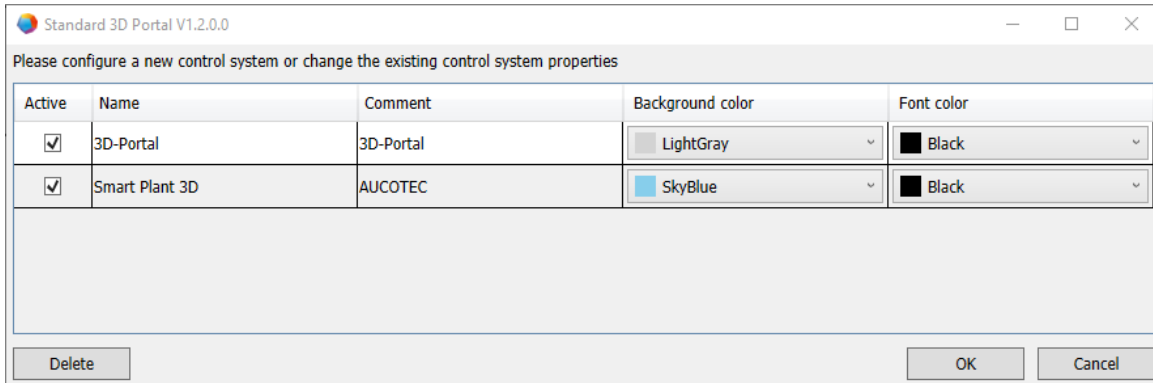 Standard 3D Portal V1.2.0.0
Please configure a new control system or change the existing control system properties
Active Name Comment Background color Font color
3D-Portal 3D-Portal LightGray Black
Smart Plant 3D AUCOTEC SkyBlue Black
Delete OK Cancel